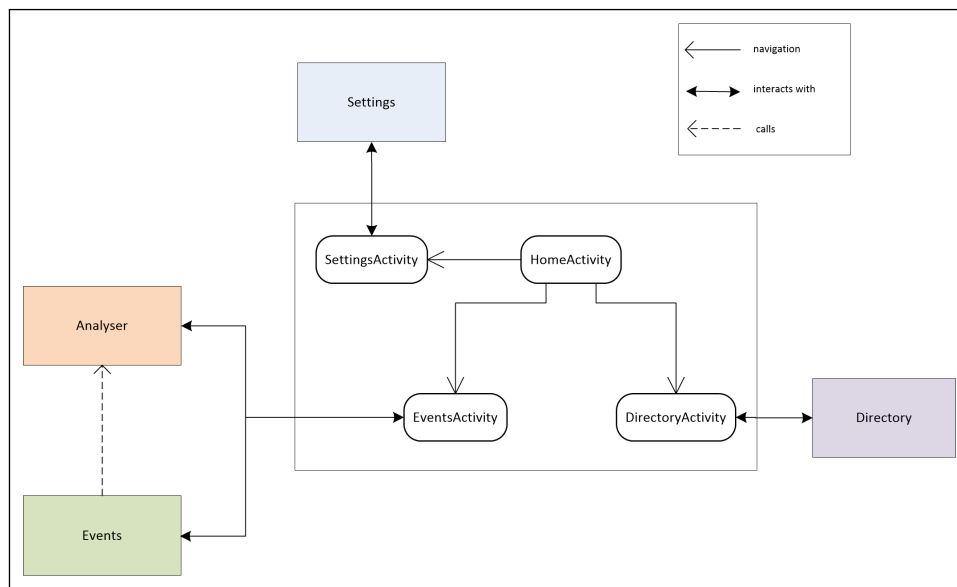 navigation
Settings
interacts with
calls
SettingsActivity
HomeActivity
Analyser
EventsActivity
DirectoryActivity
Directory
Events